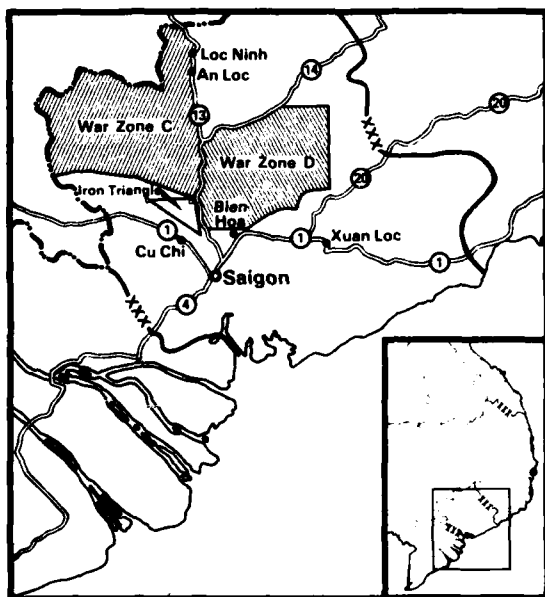 Loc Ninh
An Loc
14
20
13
War Zone C
War Zone D
XXX
20
Iron Triangle
Bien
Hoa
1
1
Xuan Loc
Cu Chi
1
Saigon
4
XXX